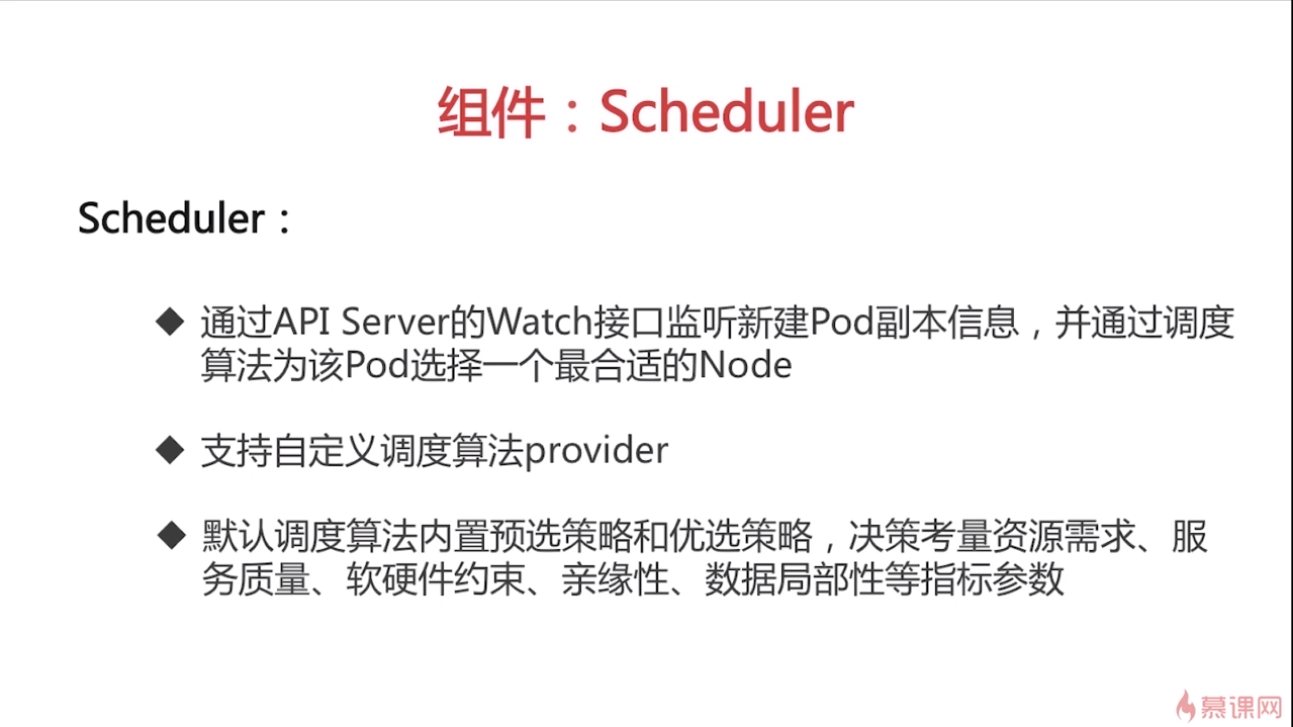 组件：Scheduler
Scheduler：
◆ 通过API Server的Watch接口监听新建Pod副本信息，并通过调度
算法为该Pod选择一个最合适的Node
◆ 支持自定义调度算法provider
◆ 默认调度算法内置预选策略和优选策略，决策考量资源需求、服
务质量、软硬件约束、亲缘性、数据局部性等指标参数
慕课网